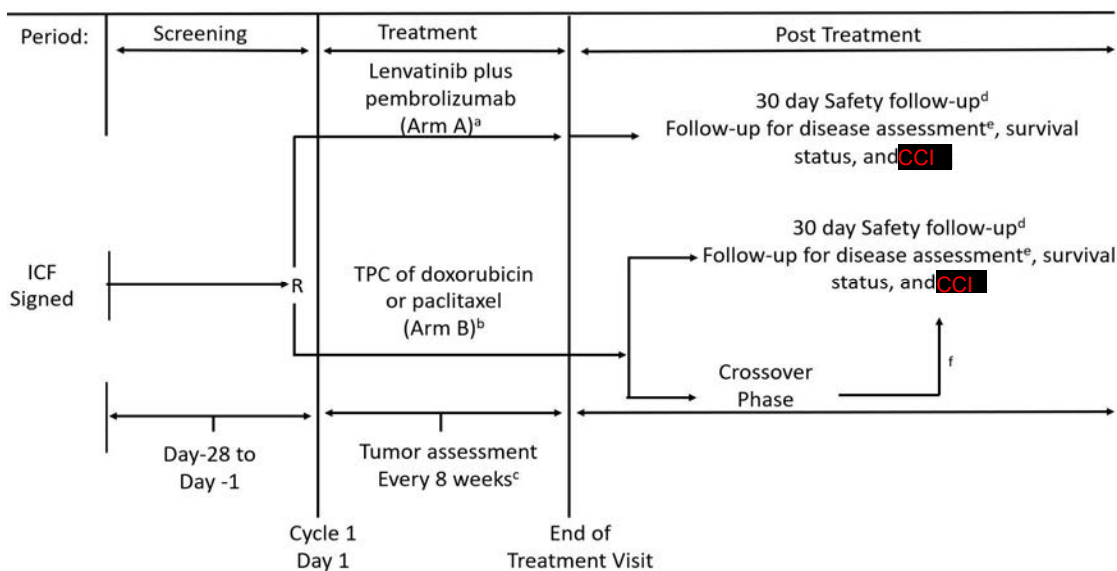 Period:
Screening
Treatment
Post Treatment
Lenvatinib plus
pembrolizumab
(Arm A)a
30 day Safety follow-upd
Follow-up for disease assessmente, survival
status, and CCI
ICF
Signed
R
TPC of doxorubicin
or paclitaxel
(Arm B)b
30 day Safety follow-upd
Follow-up for disease assessmente, survival
status, and CCI
Crossover
Phase
f
Day-28 to
Day -1
Tumor assessment
Every 8 weeksc
Cycle 1
Day 1
End of
Treatment Visit